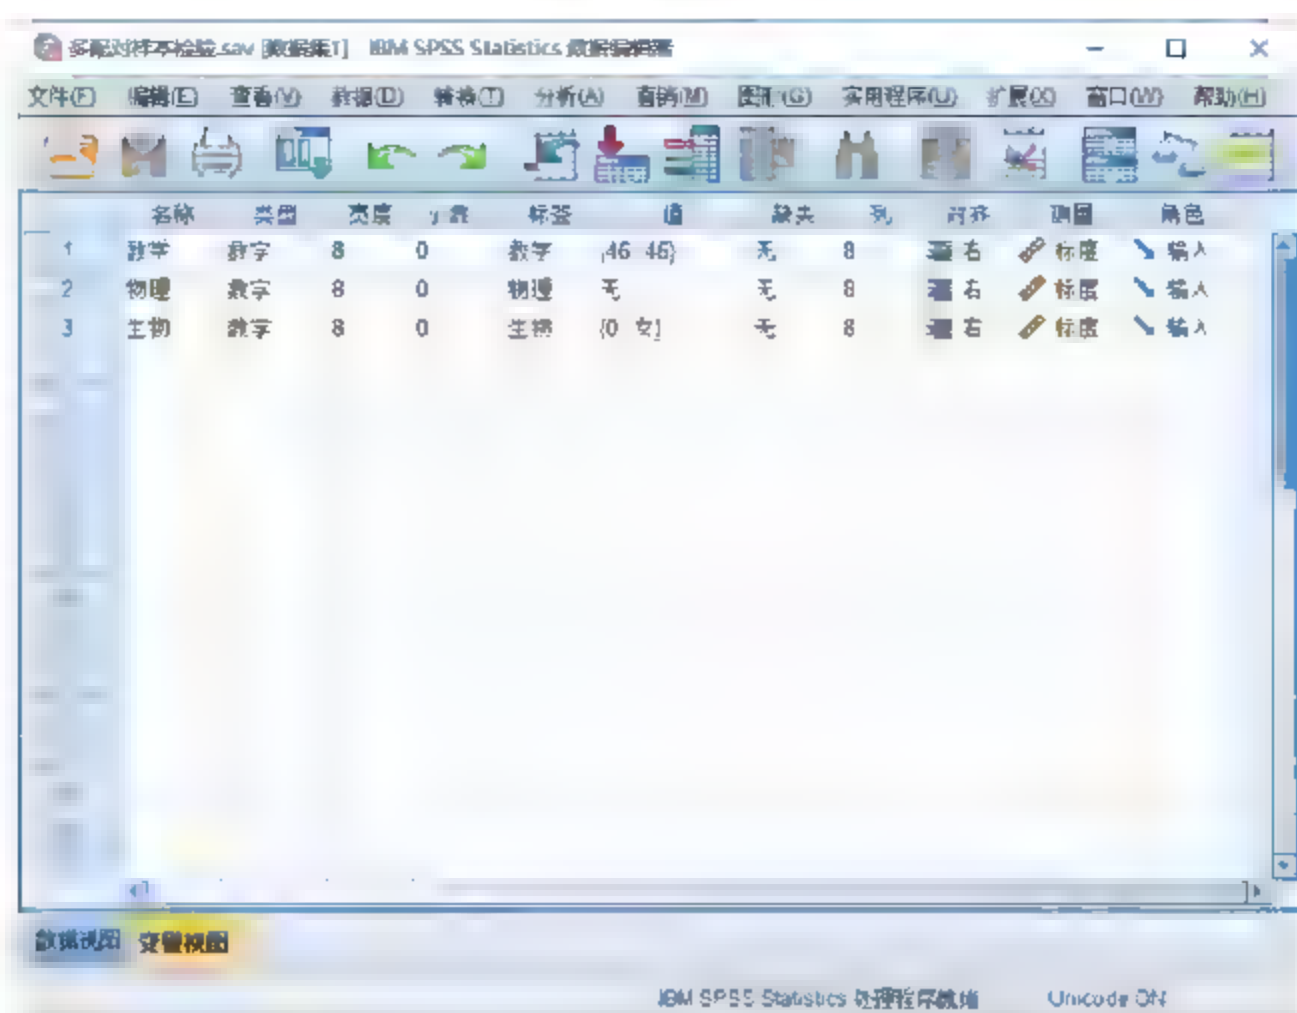 多配对样本检验.sav [数据集1] IBM SPSS Statistics 数据编辑器
文件(F) 编辑(E) 查看(V) 数据(D) 转换(T) 分析(A) 直销(M) 图形(G) 实用程序(U) 扩展(X) 窗口(W) 帮助(H)
名称 类型 宽度 小数 标签 值 缺失 列 对齐 测量 角色
1 数学 数字 8 0 数学 {46 46} 无 8 右 标度 输入
2 物理 数字 8 0 物理 无 无 8 右 标度 输入
3 生物 数字 8 0 生物 {0 女} 无 8 右 标度 输入
数据视图 变量视图
IBM SPSS Statistics 处理程序就绪 Unicode ON